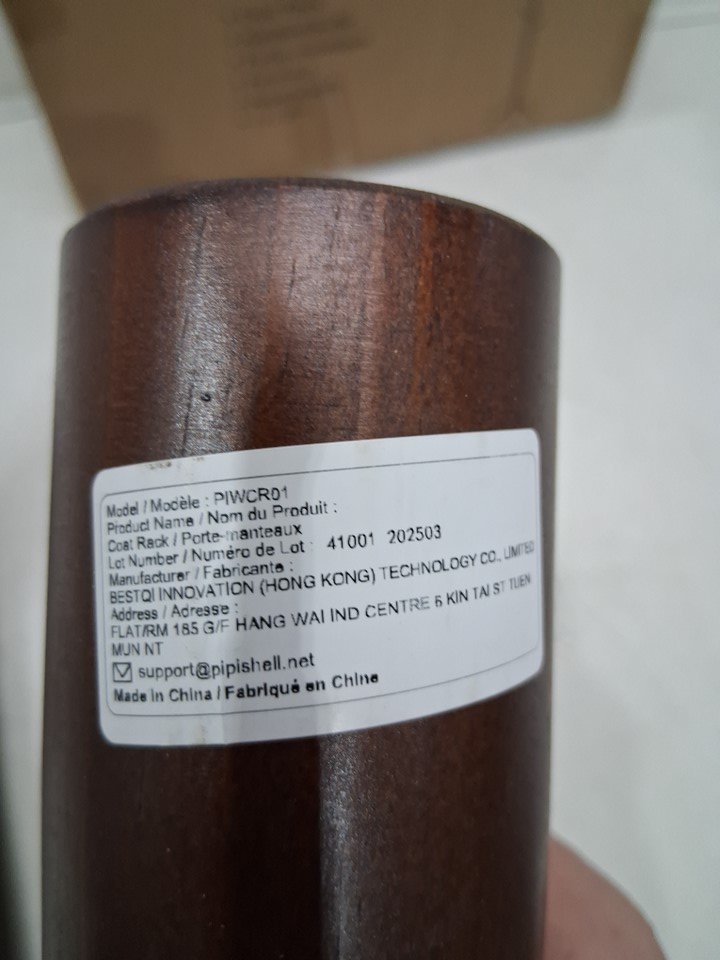 Model / Modèle : PIWCR01
Product Name / Nom du Produit :
Coat Rack / Porte-manteaux
Lot Number / Numéro de Lot : 41001 202503
Manufacturer / Fabricante :
BESTQI INNOVATION (HONG KONG) TECHNOLOGY CO., LIMITED
Address / Adresse :
FLAT/RM 185 G/F HANG WAI IND CENTRE 6 KIN TAI ST TUEN
MUN NT
support@pipishell.net
Made in China / Fabriqué en Chine